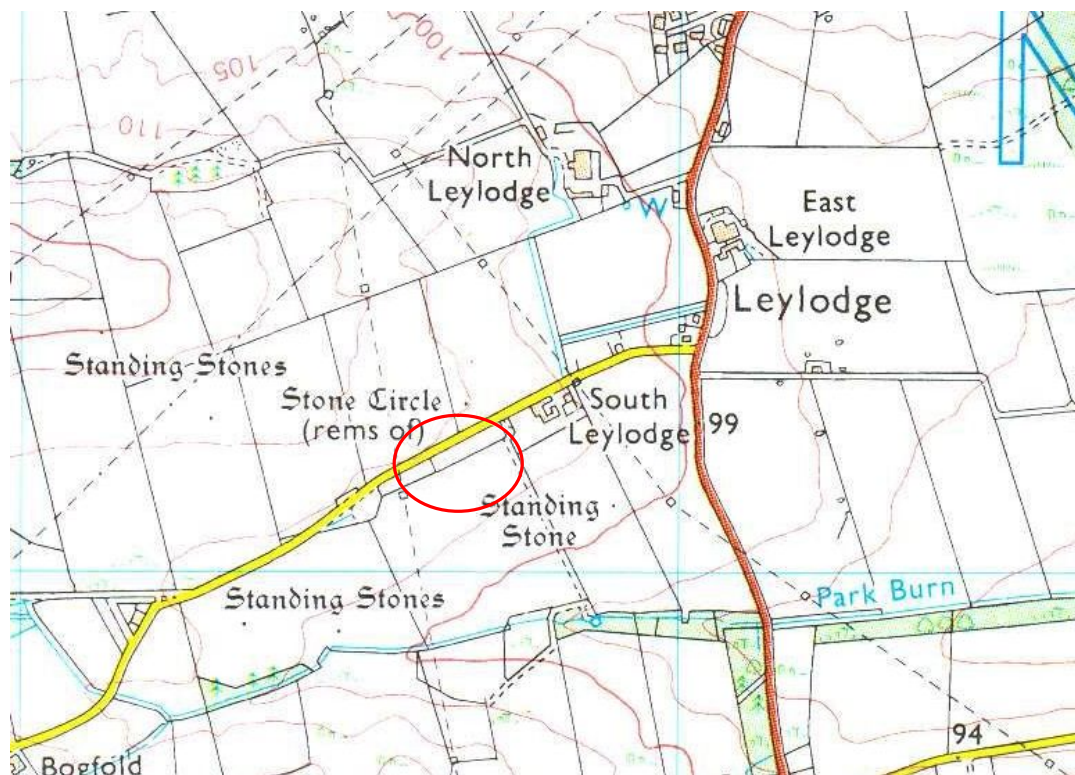 100
105
110
North
Leylodge
W
East
Leylodge
Leylodge
Standing Stones
Stone Circle
(rems of)
South
Leylodge
99
Standing
Stone
Standing Stones
Park Burn
94
Bogfold